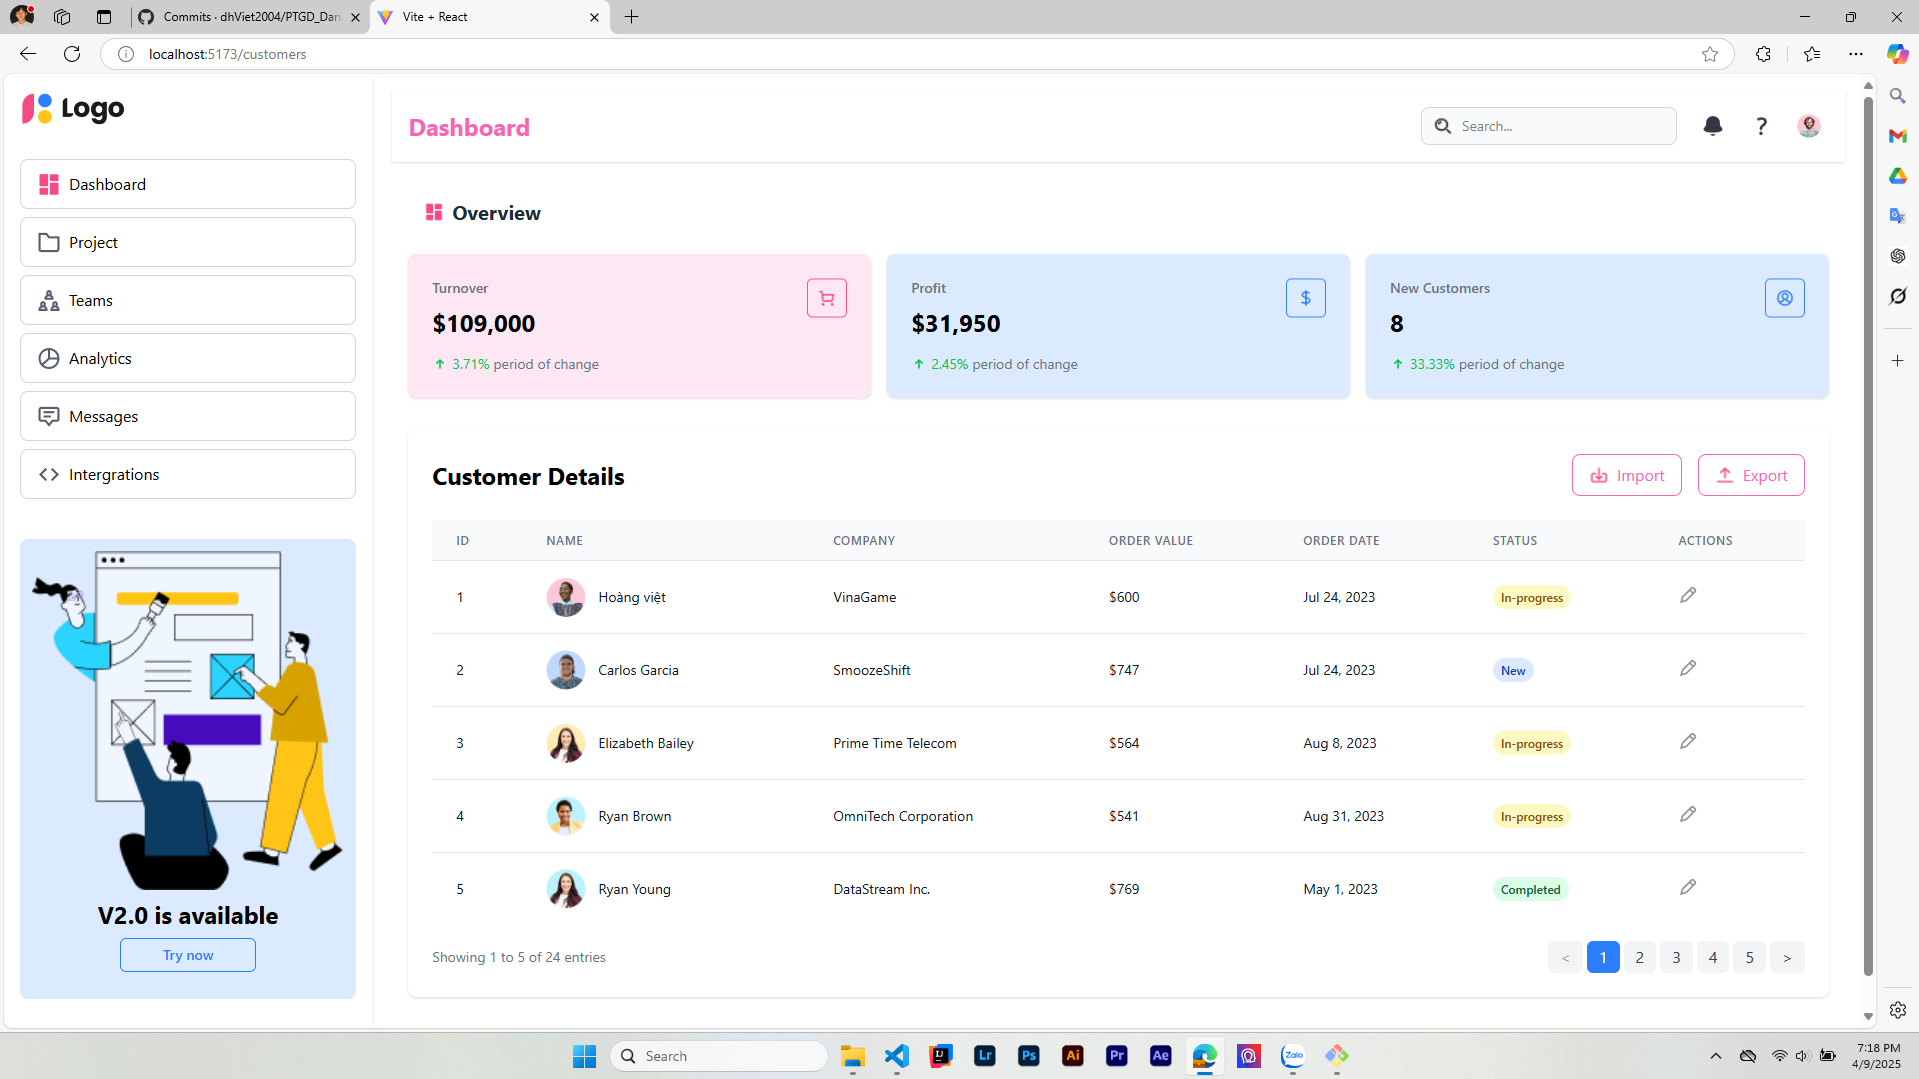 Commits · dhViet2004/PTGD_Dan
Vite + React
localhost:5173/customers
Logo
Dashboard
Project
Teams
Analytics
Messages
Intergrations
V2.0 is available
Try now
Dashboard
Search...
Overview
Turnover
$109,000
3.71% period of change
Profit
$31,950
2.45% period of change
New Customers
8
33.33% period of change
Customer Details
Import
Export
ID NAME COMPANY ORDER VALUE ORDER DATE STATUS ACTIONS
1 Hoàng việt VinaGame $600 Jul 24, 2023 In-progress
2 Carlos Garcia SmoozeShift $747 Jul 24, 2023 New
3 Elizabeth Bailey Prime Time Telecom $564 Aug 8, 2023 In-progress
4 Ryan Brown OmniTech Corporation $541 Aug 31, 2023 In-progress
5 Ryan Young DataStream Inc. $769 May 1, 2023 Completed
Showing 1 to 5 of 24 entries
< 1 2 3 4 5 >
Search
Lr Ps Ai Pr Ae Zalo
7:18 PM
4/9/2025